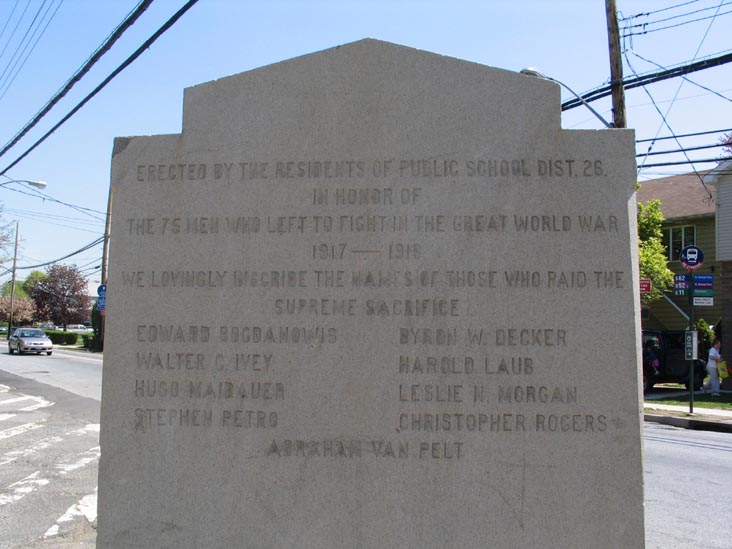 ERECTED BY THE RESIDENTS OF PUBLIC SCHOOL DIST. 26.
IN HONOR OF
THE 75 MEN WHO LEFT TO FIGHT IN THE GREAT WORLD WAR
1917 — 1918
WE LOVINGLY INSCRIBE THE NAMES OF THOSE WHO PAID THE
SUPREME SACRIFICE
EDWARD BOGDANOWIS BYRON W. DECKER
WALTER C. IVEY HAROLD LAUB
HUGO MAIBAUER LESLIE N. MORGAN
STEPHEN PETRO CHRISTOPHER ROGERS
ABRAHAM VAN PELT
S62
S92
X11